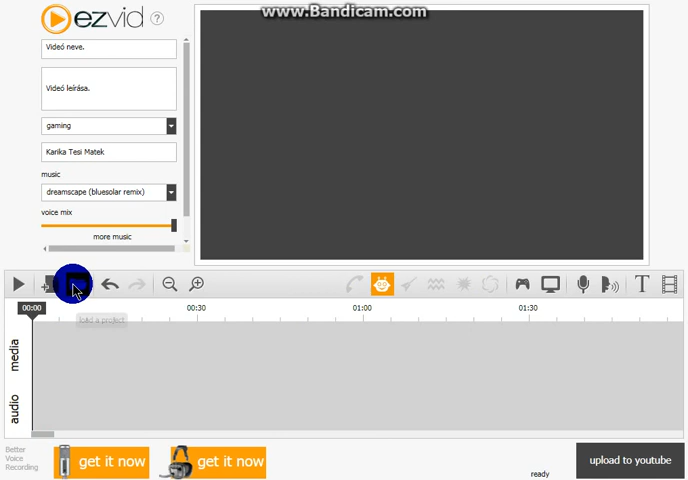 www.Bandicam.com
ezvid ?
Videó neve.
Videó leírása.
gaming
Karika Tesi Matek
music
dreamscape (bluesolar remix)
voice mix
more music
T
load a project
00:00
00:30
01:00
01:30
media
audio
Better
Voice
Recording
get it now
get it now
ready
upload to youtube